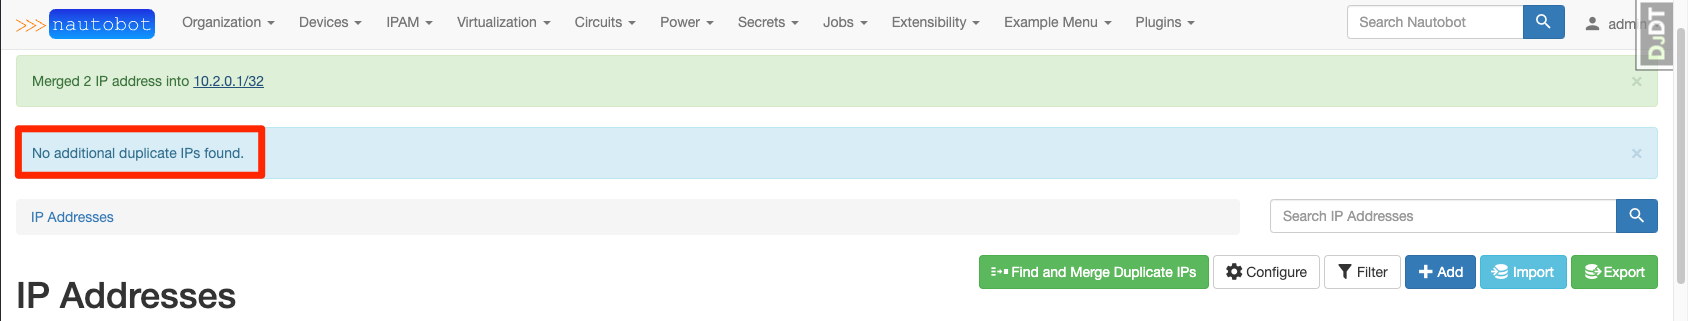 >>> nautobot Organization Devices IPAM Virtualization Circuits Power Secrets Jobs Extensibility Example Menu Plugins Search Nautobot admin
DJDT
Merged 2 IP address into 10.2.0.1/32 ×
No additional duplicate IPs found. ×
IP Addresses Search IP Addresses
Find and Merge Duplicate IPs Configure Filter Add Import Export
IP Addresses